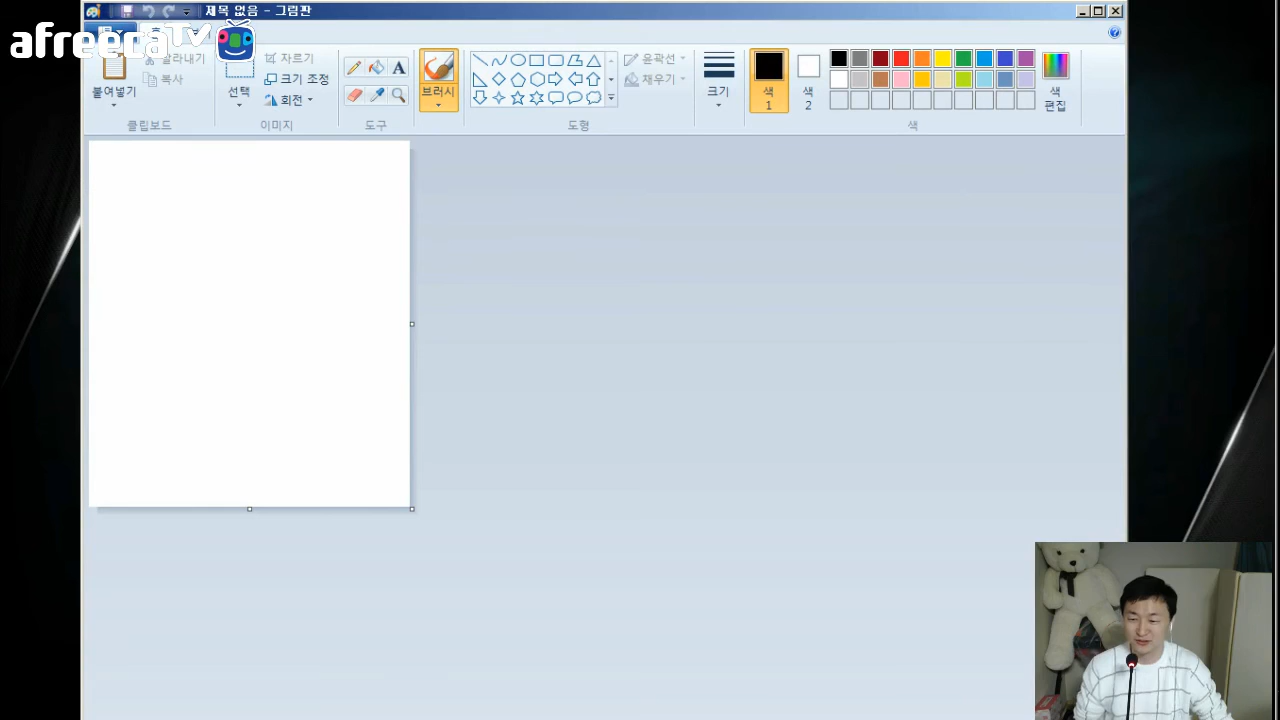 제목 없음 - 그림판
afreecaTV
자르기
잘라내기
크기 조정
복사
회전
붙여넣기
선택
브러시
윤곽선
채우기
크기
색
1
색
2
색
편집
클립보드
이미지
도구
도형
색